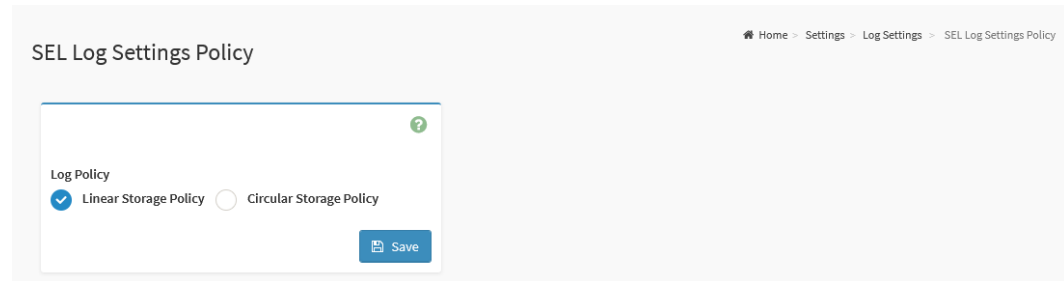 Home > Settings > Log Settings > SEL Log Settings Policy
SEL Log Settings Policy
?
Log Policy
Linear Storage Policy Circular Storage Policy
Save